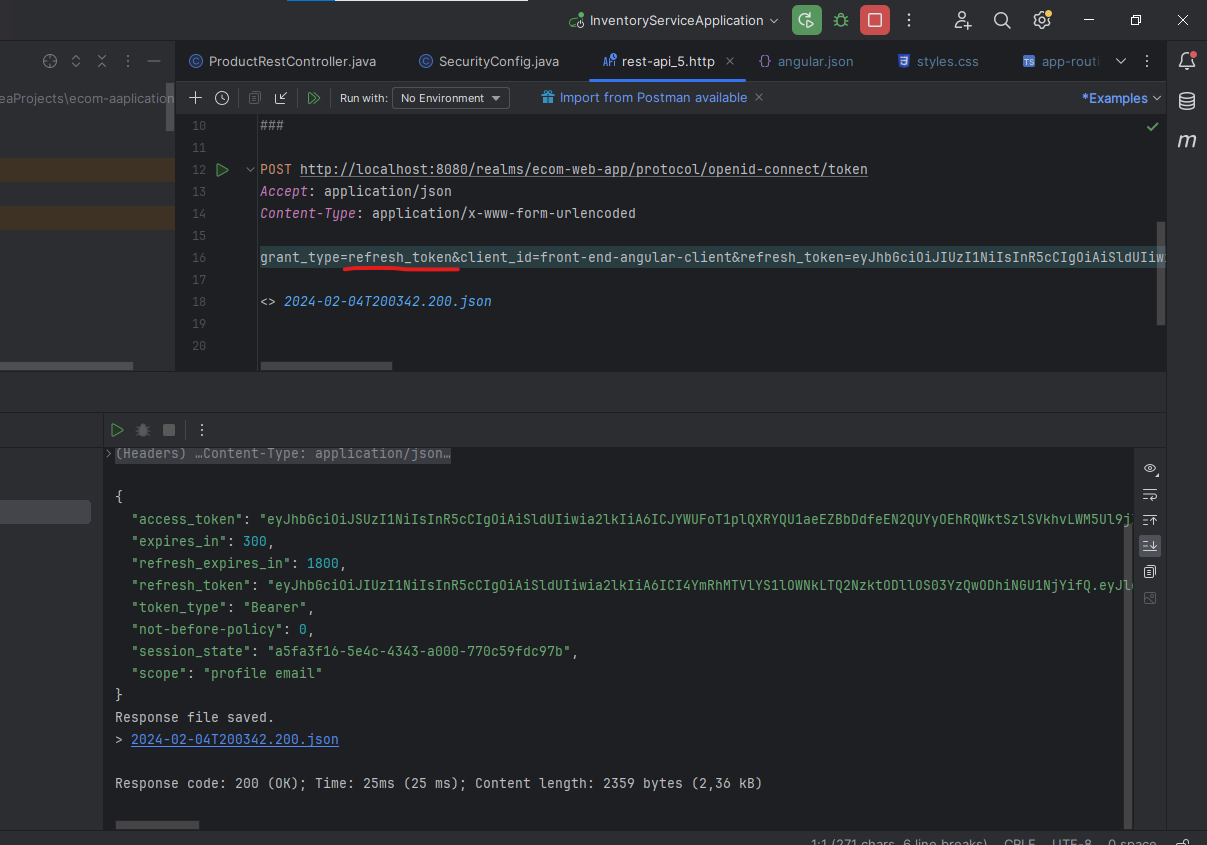 InventoryServiceApplication
ProductRestController.java SecurityConfig.java API rest-api_5.http angular.json styles.css TS app-routi
eaProjects\ecom-aaplication
Run with: No Environment Import from Postman available *Examples
10 ###
11
12 POST http://localhost:8080/realms/ecom-web-app/protocol/openid-connect/token
13 Accept: application/json
14 Content-Type: application/x-www-form-urlencoded
15
16 grant_type=refresh_token&client_id=front-end-angular-client&refresh_token=eyJhbGciOiJIUzI1NiIsInR5cCIgOiAiSldUIiw
17
18 <> 2024-02-04T200342.200.json
19
20
m
(Headers) …Content-Type: application/json…
{
"access_token": "eyJhbGciOiJSUzI1NiIsInR5cCIgOiAiSldUIiwia2lkIiA6ICJYWUFoT1plQXRYQU1aeEZBbDdfeEN2QUYyOEhRQWktSzlSVkhvLWM5Ul9j
"expires_in": 300,
"refresh_expires_in": 1800,
"refresh_token": "eyJhbGciOiJIUzI1NiIsInR5cCIgOiAiSldUIiwia2lkIiA6ICI4YmRhMTVlYS1lOWNkLTQ2NzktODllOS03YzQwODhiNGU1NjYifQ.eyJl
"token_type": "Bearer",
"not-before-policy": 0,
"session_state": "a5fa3f16-5e4c-4343-a000-770c59fdc97b",
"scope": "profile email"
}
Response file saved.
> 2024-02-04T200342.200.json
Response code: 200 (OK); Time: 25ms (25 ms); Content length: 2359 bytes (2,36 kB)
1:1 (271 chars, 6 line breaks) CRLF UTF-8 0 space